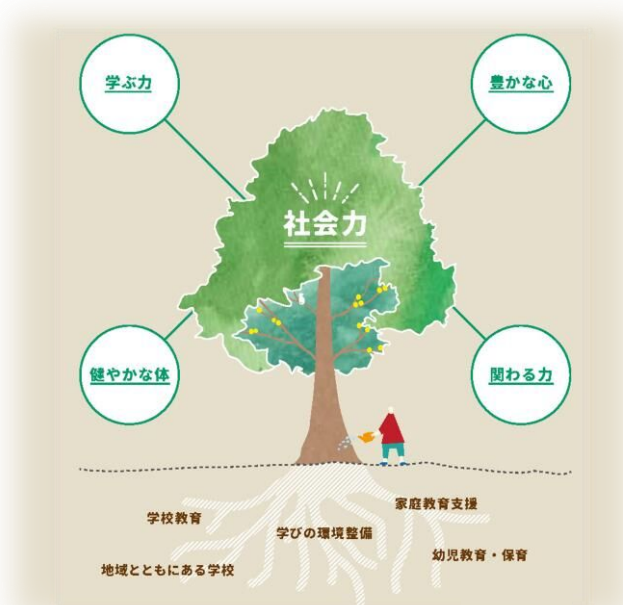 学ぶ力
豊かな心
社会力
健やかな体
関わる力
家庭教育支援
学校教育
学びの環境整備
幼児教育・保育
地域とともにある学校